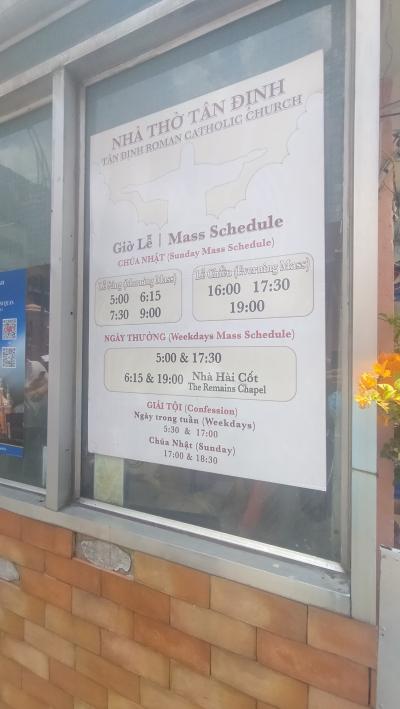 NHÀ THỜ TÂN ĐỊNH
TÂN ĐỊNH ROMAN CATHOLIC CHURCH
Giờ Lễ | Mass Schedule
CHÚA NHẬT (Sunday Mass Schedule)
Lễ Sáng (Morning Mass)
5:00 6:15
7:30 9:00
Lễ Chiều (Everning Mass)
16:00 17:30
19:00
NGÀY THƯỜNG (Weekdays Mass Schedule)
5:00 & 17:30
6:15 & 19:00 Nhà Hài Cốt
The Remains Chapel
GIẢI TỘI (Confession)
Ngày trong tuần (Weekdays)
5:30 & 17:00
Chúa Nhật (Sunday)
17:00 & 18:30